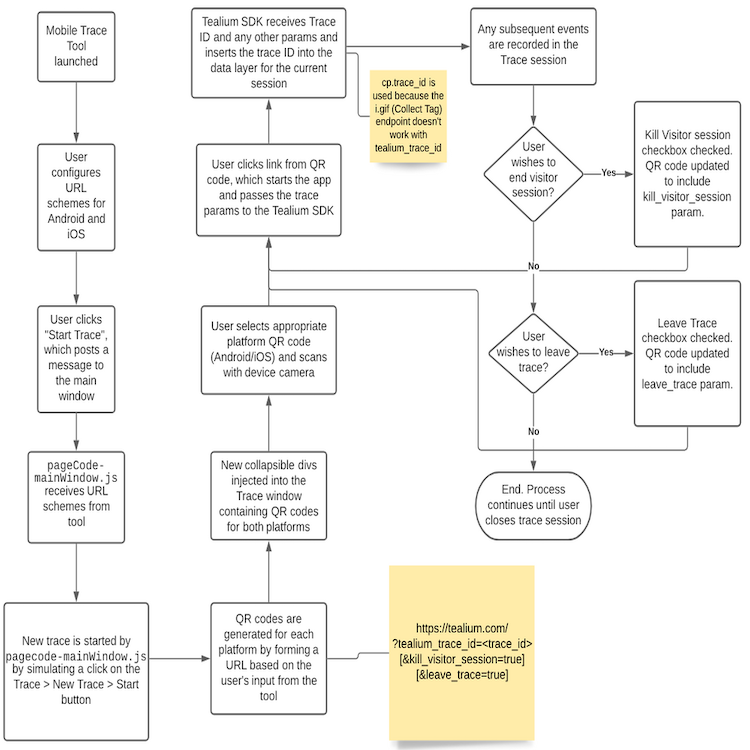 Mobile Trace
Tool
launched
User
configures
URL
schemes for
Android and
iOS
User clicks
"Start Trace",
which posts a
message to
the main
window
pageCode-
mainWindow.js
receives URL
schemes from
tool
New trace is started by
pagecode-mainWindow.js
by simulating a click on the
Trace > New Trace > Start
button
QR codes are
generated for each
platform by forming a
URL based on the
user's input from the
tool
https://tealium.com/
?tealium_trace_id=<trace_id>
[&kill_visitor_session=true]
[&leave_trace=true]
New collapsible divs
injected into the
Trace window
containing QR codes
for both platforms
User selects appropriate
platform QR code
(Android/iOS) and scans
with device camera
User clicks link from QR
code, which starts the app
and passes the trace
params to the Tealium SDK
Tealium SDK receives Trace
ID and any other params and
inserts the trace ID into the
data layer for the current
session
cp.trace_id is
used because the
i.gif (Collect Tag)
endpoint doesn't
work with
tealium_trace_id
Any subsequent events
are recorded in the
Trace session
User
wishes to
end visitor
session?
Yes
Kill Visitor session
checkbox checked.
QR code updated
to include
kill_visitor_session
param.
No
User
wishes to leave
trace?
Yes
Leave Trace
checkbox checked.
QR code updated
to include
leave_trace param.
No
End. Process
continues until user
closes trace session